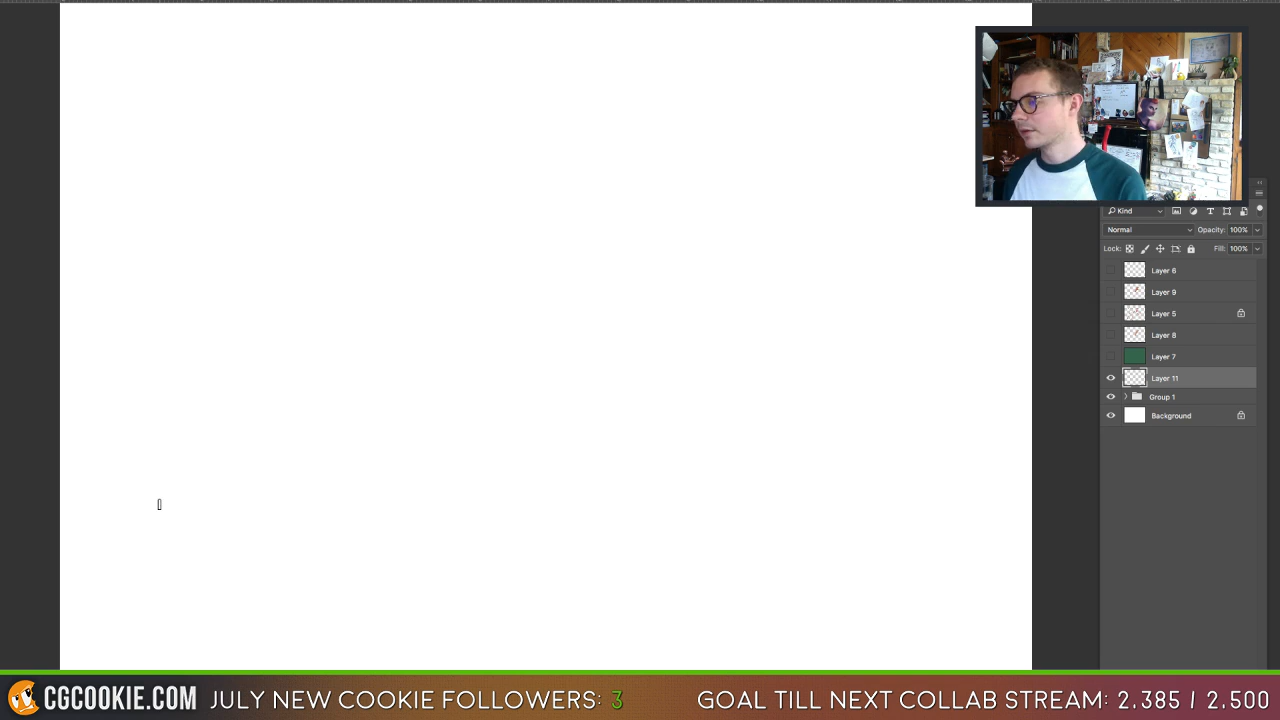 Kind
Normal Opacity: 100%
Lock: Fill: 100%
Layer 6
Layer 9
Layer 5
Layer 8
Layer 7
Layer 11
Group 1
Background
CGCOOKIE.COM JULY NEW COOKIE FOLLOWERS: 3 GOAL TILL NEXT COLLAB STREAM: 2.385 / 2.500